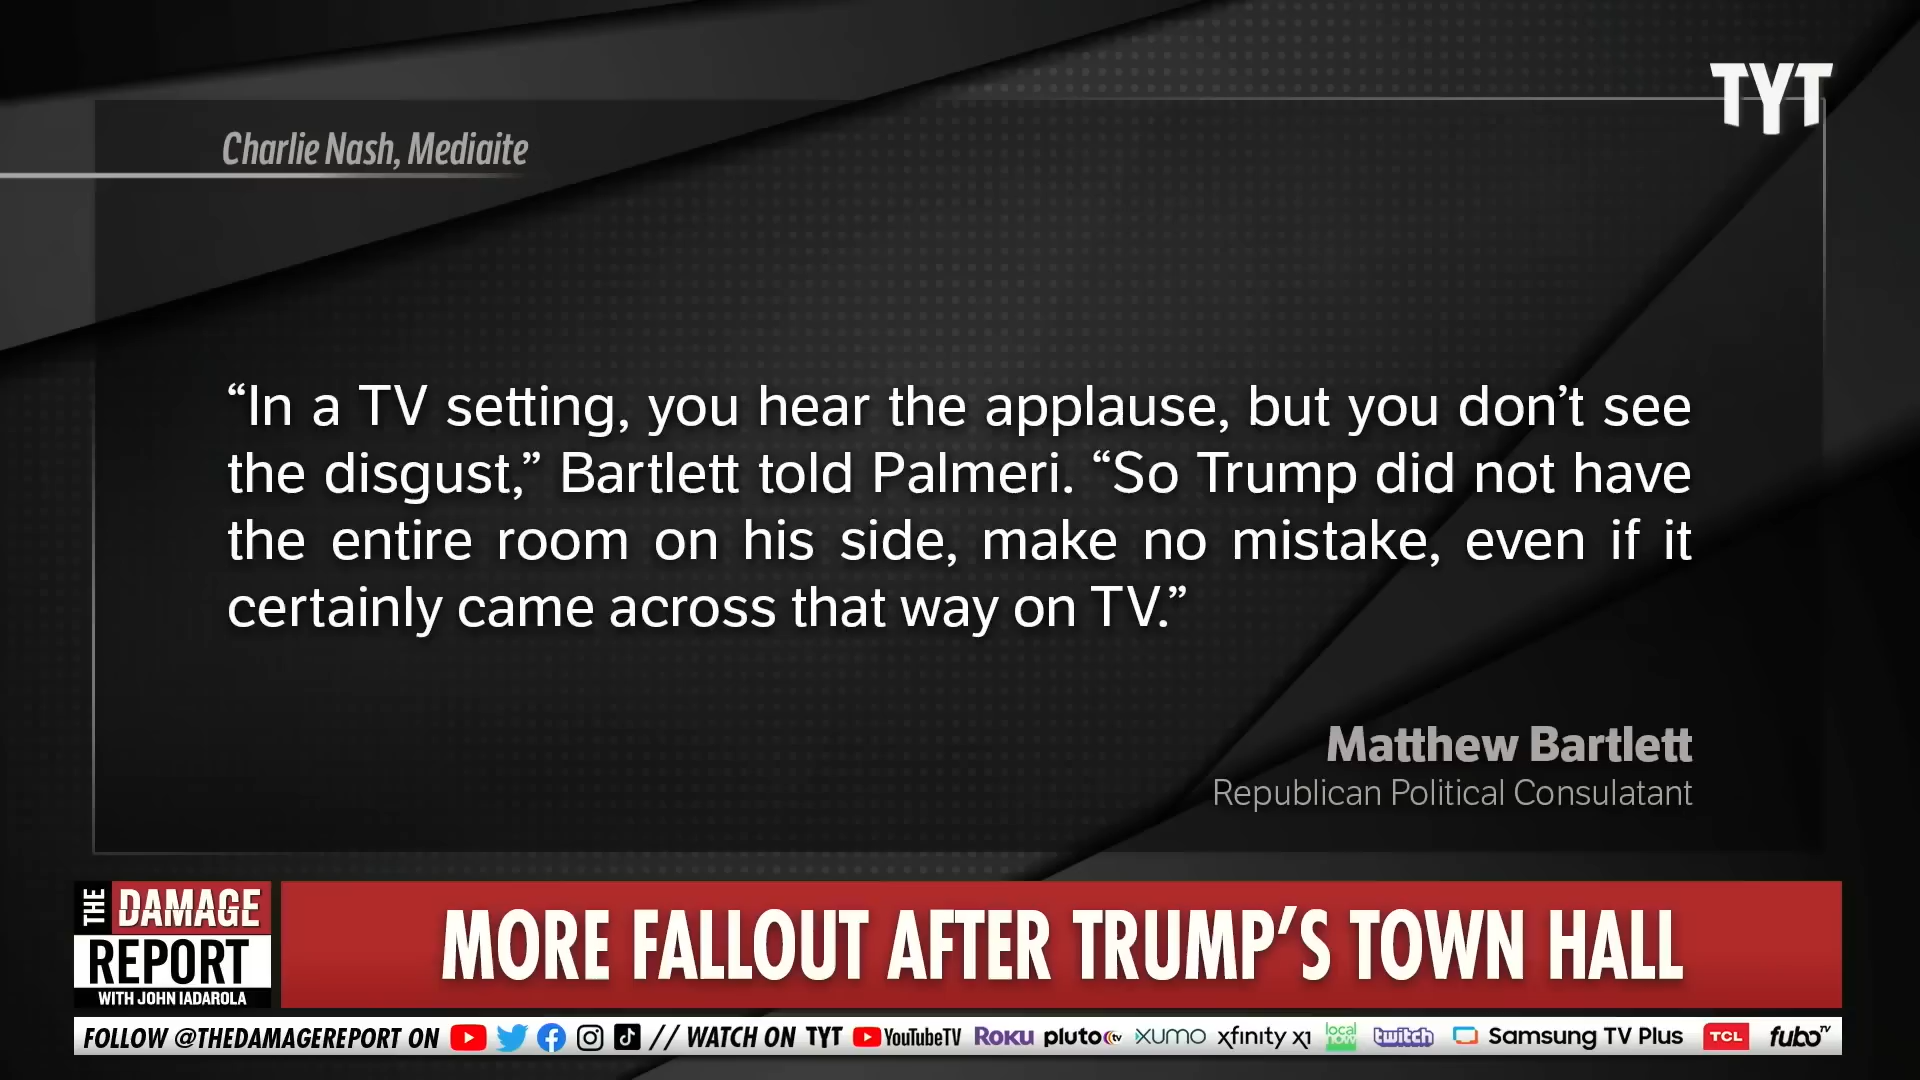 TYT
Charlie Nash, Mediaite
“In a TV setting, you hear the applause, but you don’t see
the disgust,” Bartlett told Palmeri. “So Trump did not have
the entire room on his side, make no mistake, even if it
certainly came across that way on TV.”
Matthew Bartlett
Republican Political Consulatant
THE DAMAGE
REPORT
WITH JOHN IADAROLA
MORE FALLOUT AFTER TRUMP’S TOWN HALL
FOLLOW @THEDAMAGEREPORT ON // WATCH ON TYT YouTubeTV ROKU pluto tv XUMO xfinity x1 local now twitch Samsung TV Plus TCL fubo TV